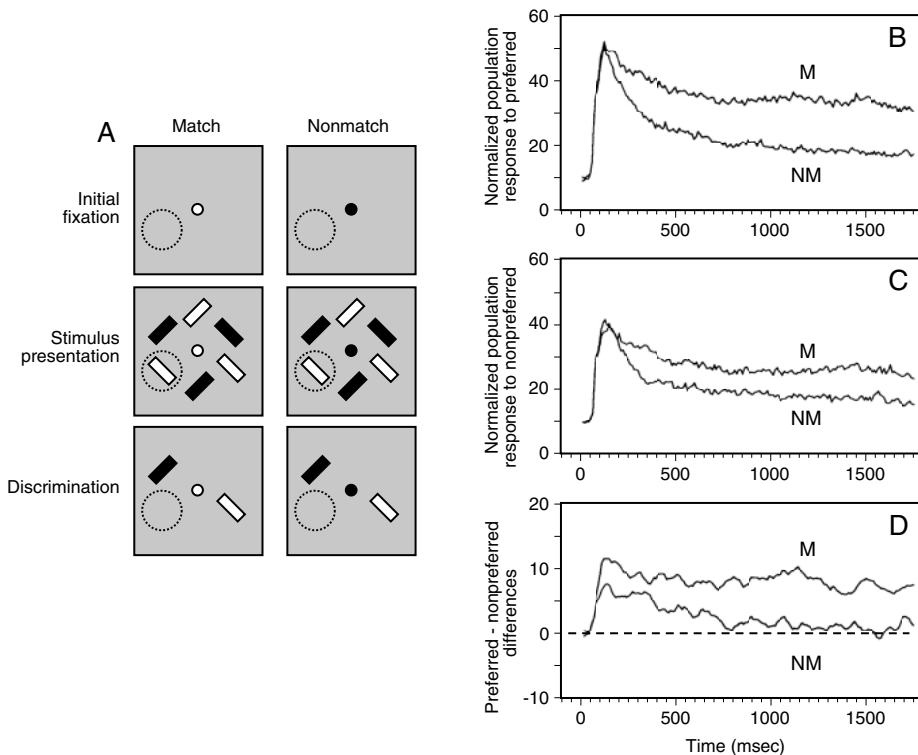 A
Match
Nonmatch
Initial
fixation
Stimulus
presentation
Discrimination
B
Normalized population
response to preferred
60
40
20
0
M
NM
0
500
1000
1500
C
Normalized population
response to nonpreferred
60
40
20
0
M
NM
0
500
1000
1500
D
Preferred - nonpreferred
differences
20
10
0
-10
M
NM
0
500
1000
1500
Time (msec)